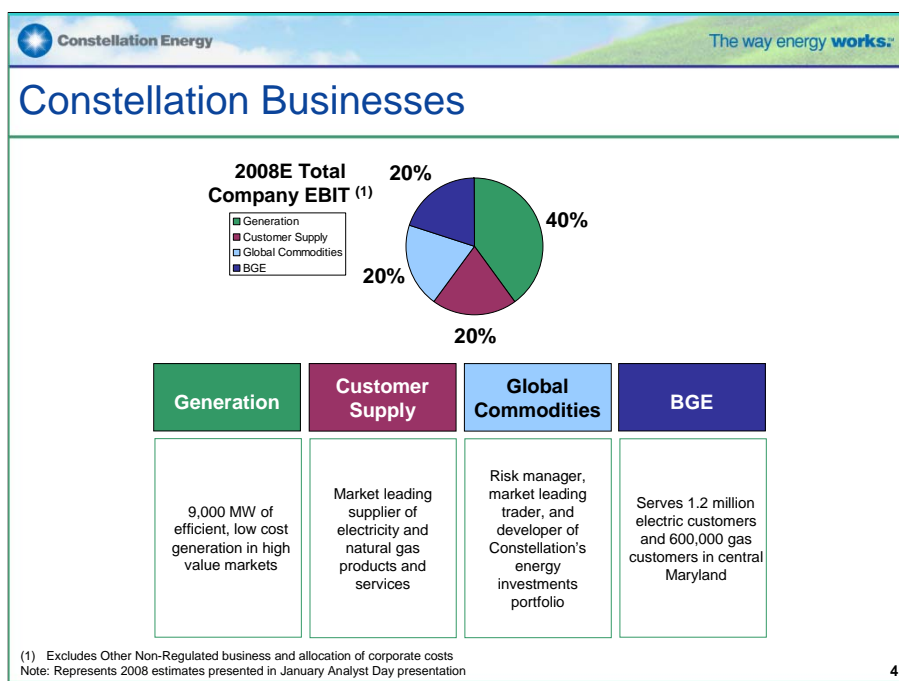 Constellation Energy
The way energy works.℠
Constellation Businesses
2008E Total
Company EBIT (1)
Generation
Customer Supply
Global Commodities
BGE
20%
40%
20%
20%
Generation
Customer
Supply
Global
Commodities
BGE
9,000 MW of
efficient, low cost
generation in high
value markets
Market leading
supplier of
electricity and
natural gas
products and
services
Risk manager,
market leading
trader, and
developer of
Constellation’s
energy
investments
portfolio
Serves 1.2 million
electric customers
and 600,000 gas
customers in central
Maryland
(1) Excludes Other Non-Regulated business and allocation of corporate costs
Note: Represents 2008 estimates presented in January Analyst Day presentation
4